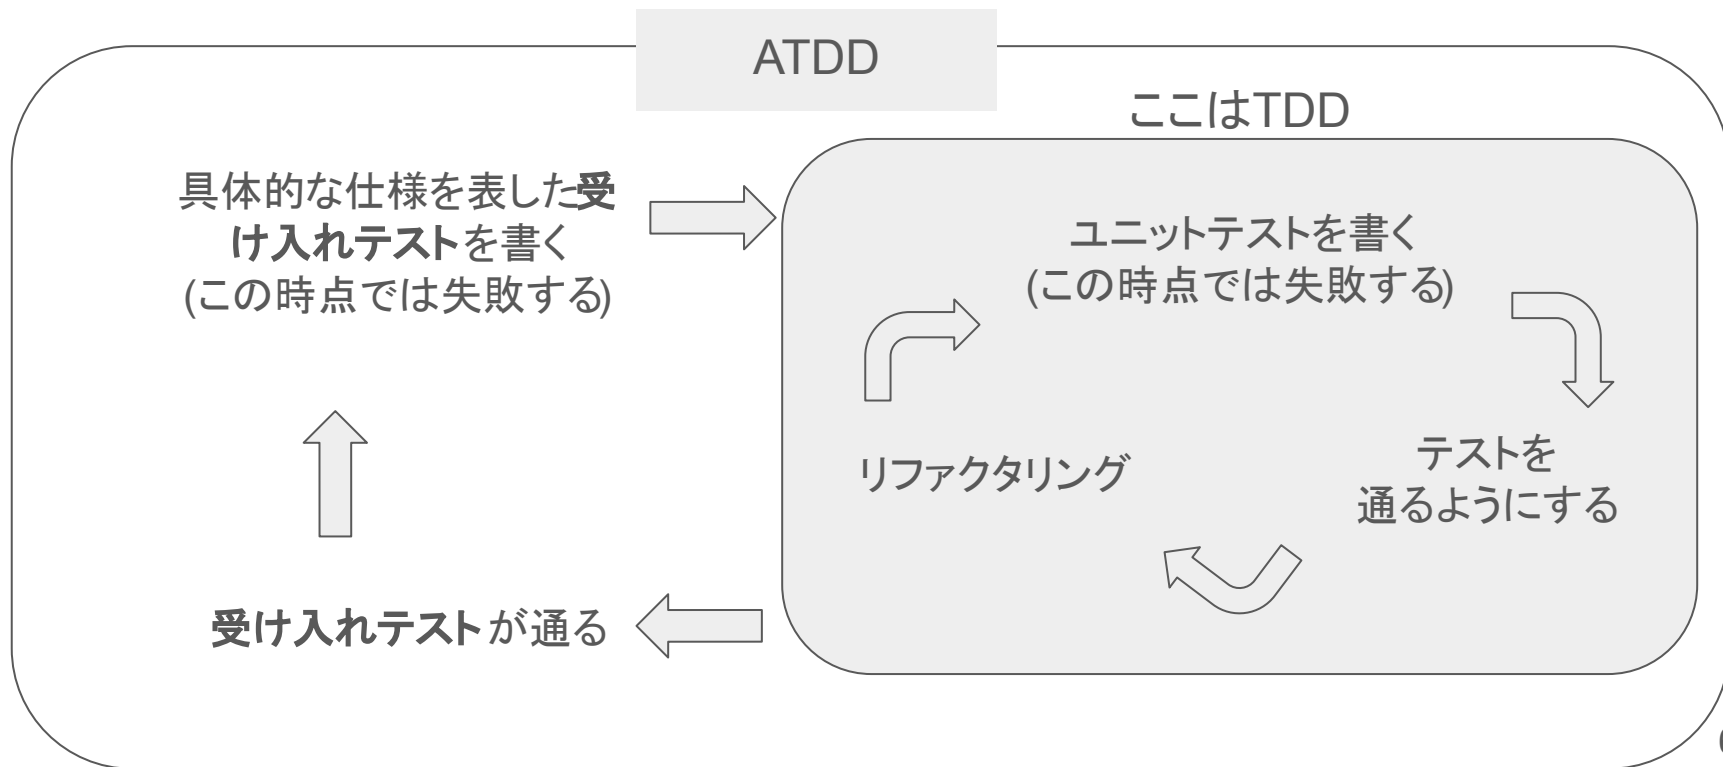 ATDD
ここはTDD
具体的な仕様を表した受
け入れテストを書く
(この時点では失敗する)
ユニットテストを書く
(この時点では失敗する)
リファクタリング
テストを
通るようにする
受け入れテストが通る